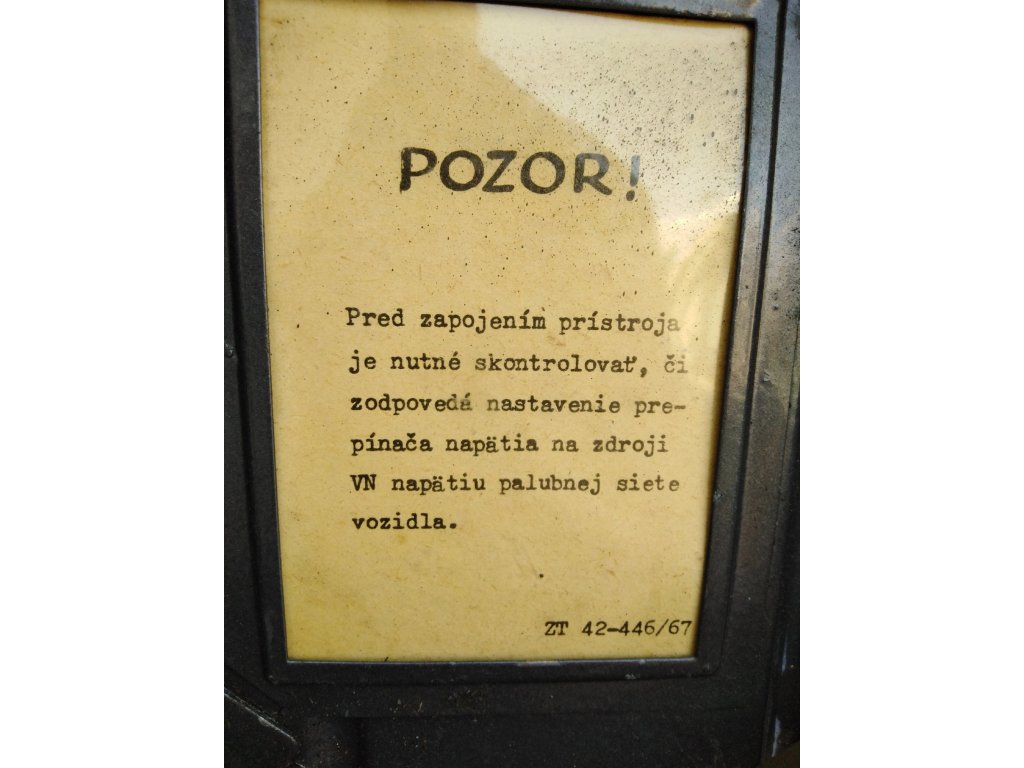 POZOR!
Pred zapojením prístroja
je nutné skontrolovať, či
zodpovedá nastavenie pre-
pínača napätia na zdroji
VN napätiu palubnej siete
vozidla.
ZT 42-446/67